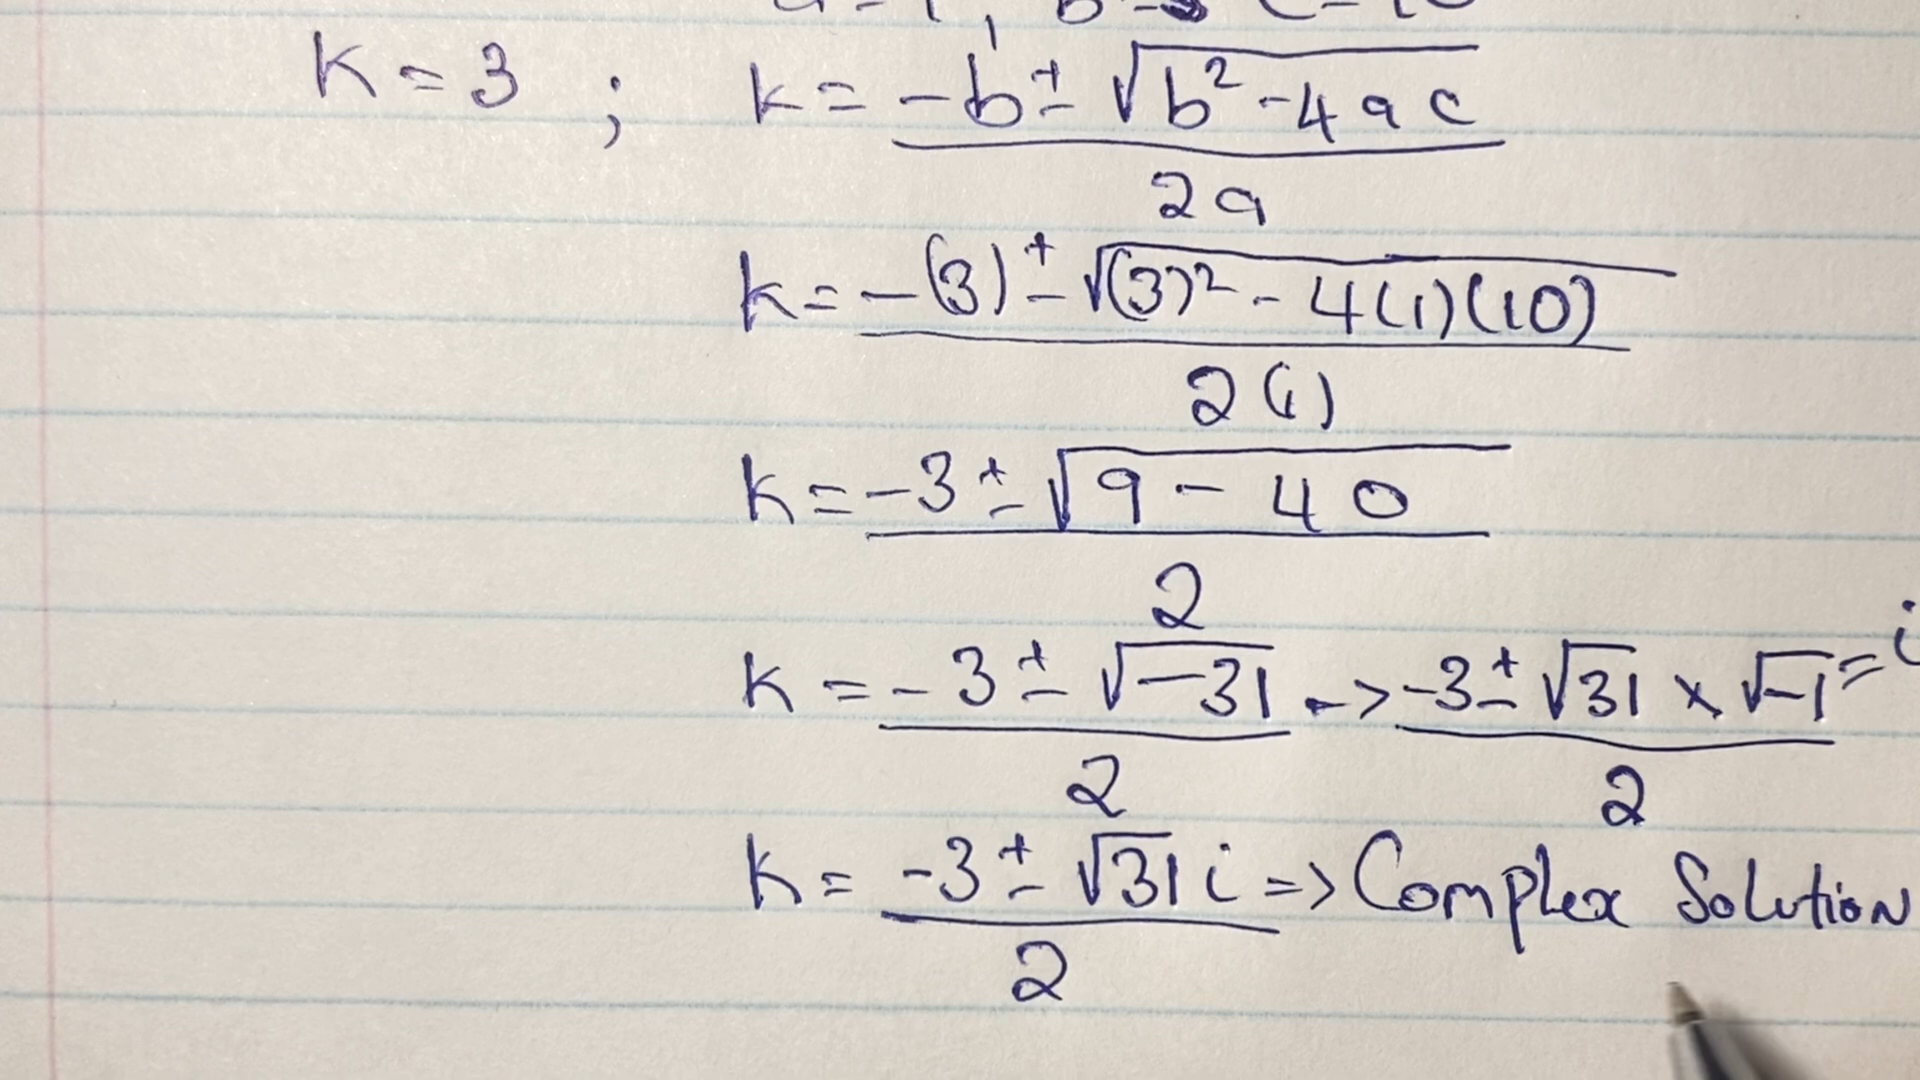 K = 3 ; K = -b ± √b² - 4ac
2a
K = -(3) ± √(3)² - 4(1)(10)
2(1)
K = -3 ± √9 - 40
2
K = -3 ± √-31 -> -3 ± √31 × √-1 = i
2 2
K = -3 ± √31 i => Complex Solution
2